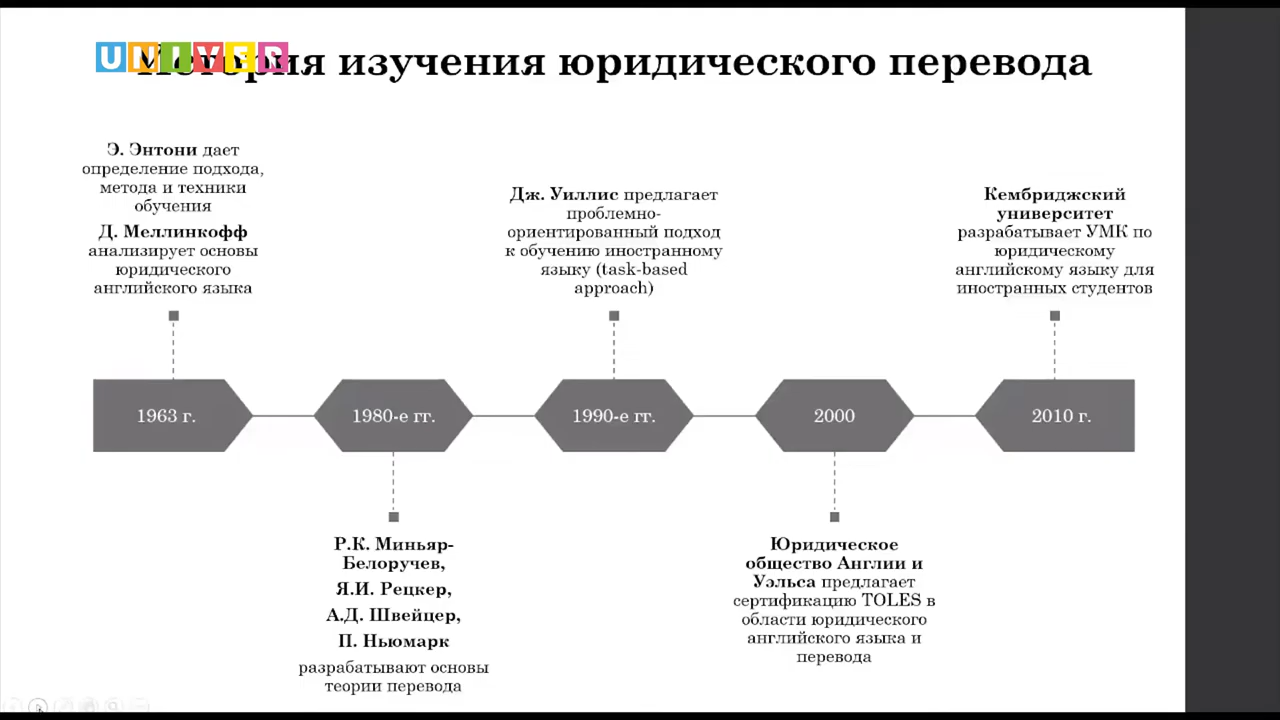 UNIVER
История изучения юридического перевода
Э. Энтони дает
определение подхода,
метода и техники
обучения
Д. Меллинкофф
анализирует основы
юридического
английского языка
Дж. Уиллис предлагает
проблемно-
ориентированный подход
к обучению иностранному
языку (task-based
approach)
Кембриджский
университет
разрабатывает УМК по
юридическому
английскому языку для
иностранных студентов
1963 г.
1980-е гг.
1990-е гг.
2000
2010 г.
Р.К. Миньяр-
Белоручев,
Я.И. Рецкер,
А.Д. Швейцер,
П. Ньюмарк
разрабатывают основы
теории перевода
Юридическое
общество Англии и
Уэльса предлагает
сертификацию TOLES в
области юридического
английского языка и
перевода